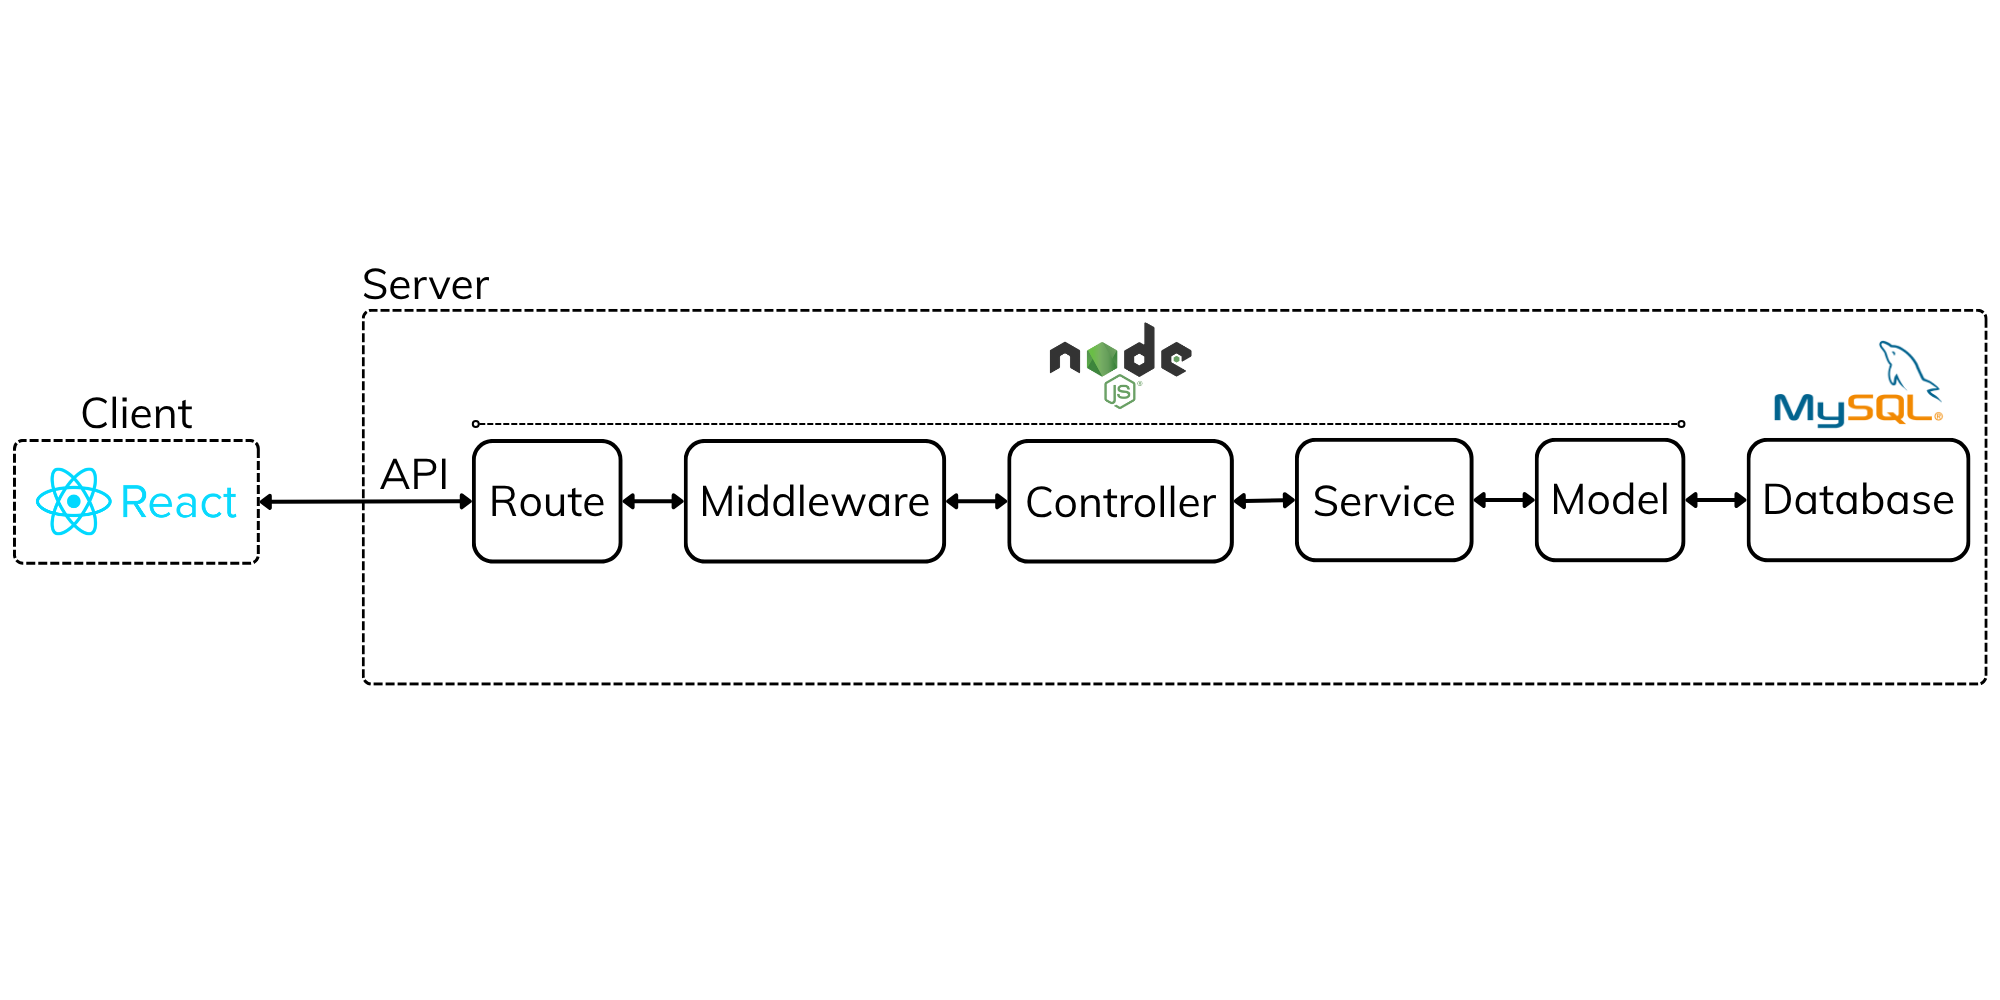 Server
node
JS
®
MySQL®
Client
React
API
Route
Middleware
Controller
Service
Model
Database